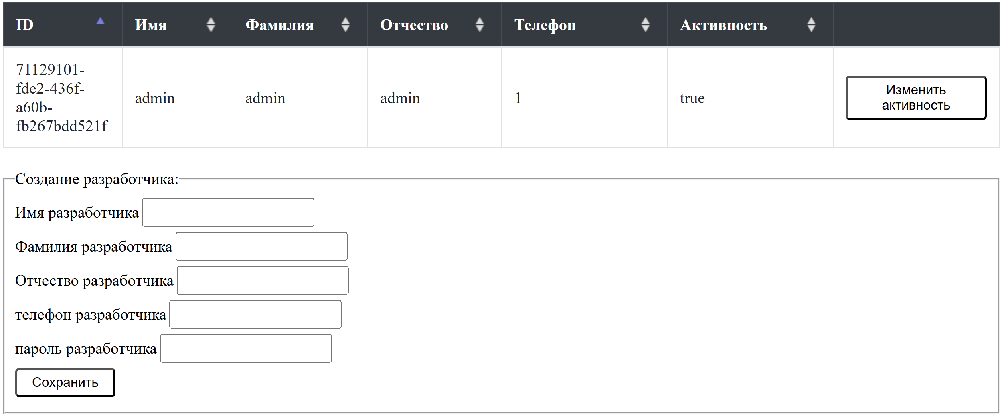 ID Имя Фамилия Отчество Телефон Активность
71129101-
fde2-436f-
a60b-
fb267bdd521f
admin admin admin 1 true
Изменить
активность
Создание разработчика:
Имя разработчика
Фамилия разработчика
Отчество разработчика
телефон разработчика
пароль разработчика
Сохранить